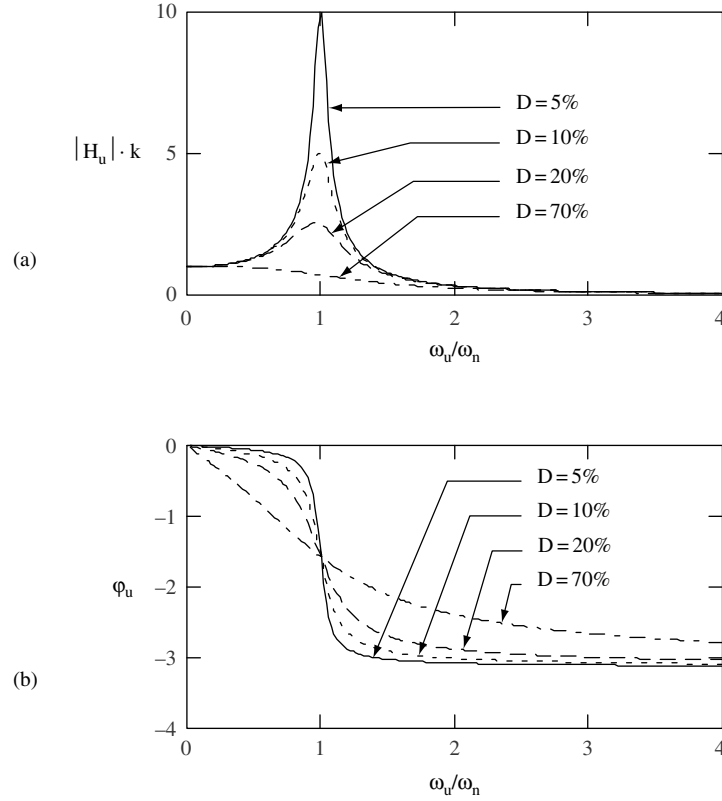 10
5
0
|H_u| · k
D = 5%
D = 10%
D = 20%
D = 70%
(a)
0 1 2 3 4
ω_u/ω_n
0
−1
−2
−3
−4
φ_u
D = 5%
D = 10%
D = 20%
D = 70%
(b)
0 1 2 3 4
ω_u/ω_n